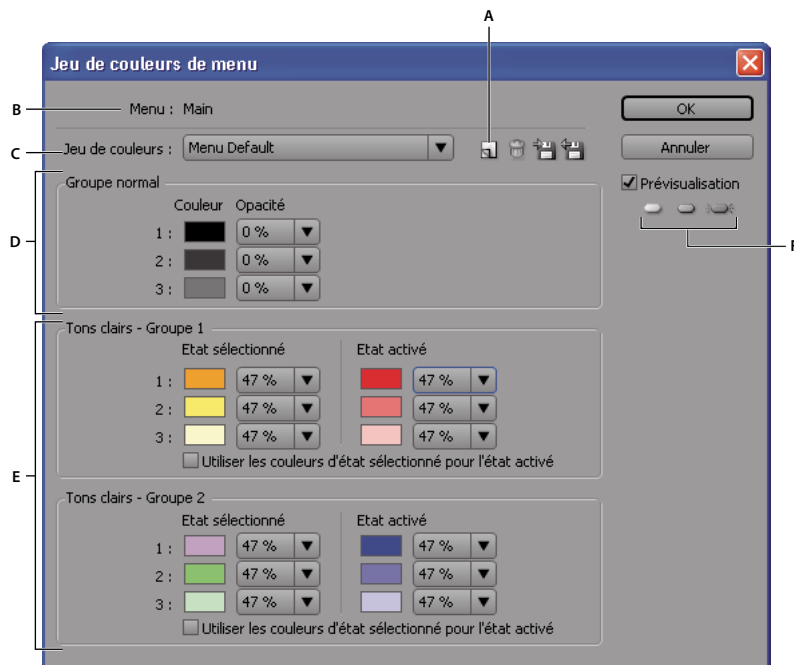 A
Jeu de couleurs de menu
B
Menu : Main
OK
C
Jeu de couleurs : Menu Default
Annuler
Groupe normal
Prévisualisation
Couleur Opacité
D
1 : 0 %
2 : 0 %
3 : 0 %
F
Tons clairs - Groupe 1
Etat sélectionné Etat activé
1 : 47 % 47 %
2 : 47 % 47 %
3 : 47 % 47 %
Utiliser les couleurs d'état sélectionné pour l'état activé
E
Tons clairs - Groupe 2
Etat sélectionné Etat activé
1 : 47 % 47 %
2 : 47 % 47 %
3 : 47 % 47 %
Utiliser les couleurs d'état sélectionné pour l'état activé